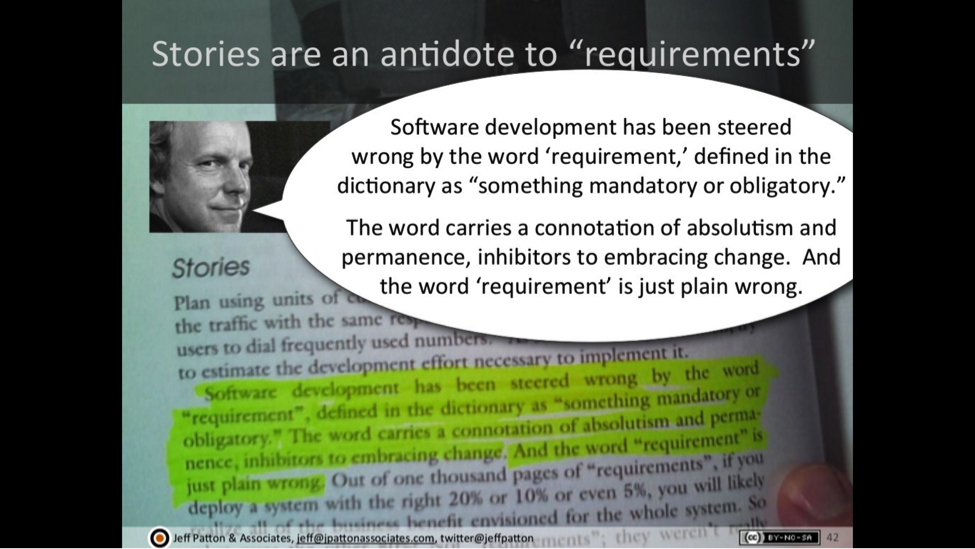 Stories are an antidote to “requirements”
Software development has been steered
wrong by the word ‘requirement,’ defined in the
dictionary as “something mandatory or obligatory.”
The word carries a connotation of absolutism and
permanence, inhibitors to embracing change.  And
the word ‘requirement’ is just plain wrong.
Stories
Plan using units of
the traffic with the same
users to dial frequently used numbers.
to estimate the development effort necessary to implement it.
Software development has been steered wrong by the word
“requirement”, defined in the dictionary as “something mandatory or
obligatory.” The word carries a connotation of absolutism and perma-
nence, inhibitors to embracing change. And the word “requirement” is
just plain wrong. Out of one thousand pages of “requirements”, if you
deploy a system with the right 20% or 10% or even 5%, you will likely
realize all of the business benefit envisioned for the whole system. So
they weren’t really
Jeff Patton & Associates, jeff@jpattonassociates.com, twitter@jeffpatton
cc BY-NC-SA
42